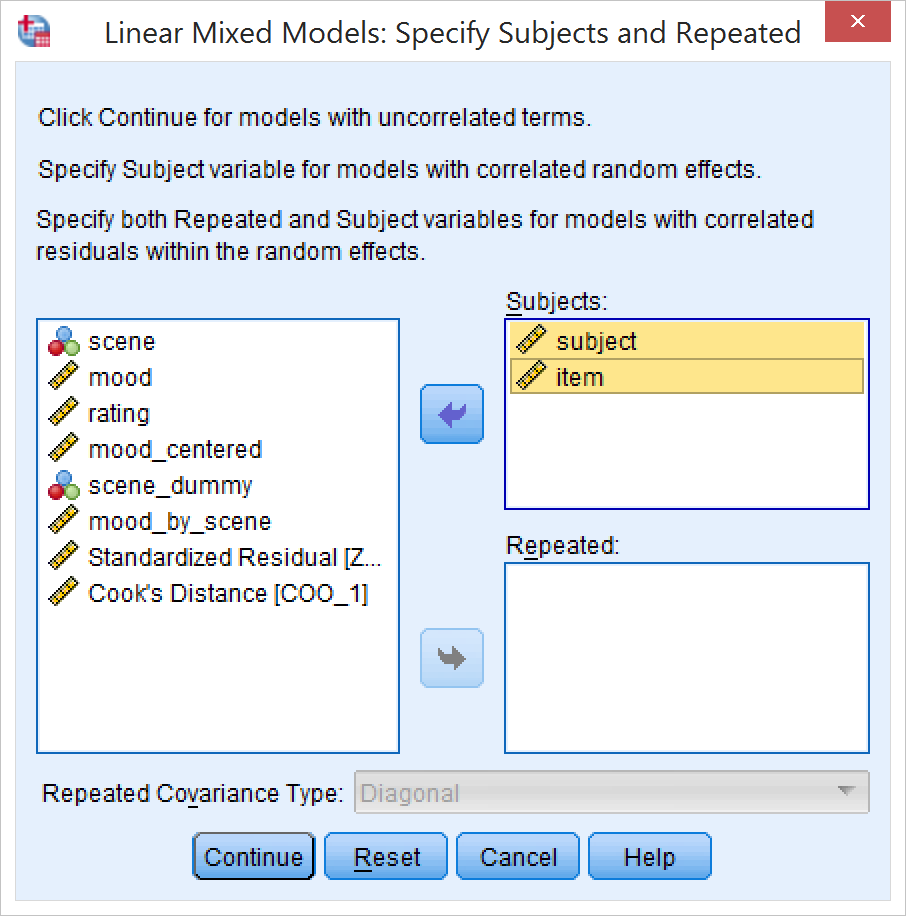 Linear Mixed Models: Specify Subjects and Repeated
Click Continue for models with uncorrelated terms.
Specify Subject variable for models with correlated random effects.
Specify both Repeated and Subject variables for models with correlated
residuals within the random effects.
scene
mood
rating
mood_centered
scene_dummy
mood_by_scene
Standardized Residual [Z...
Cook's Distance [COO_1]
Subjects:
subject
item
Repeated:
Repeated Covariance Type: Diagonal
Continue Reset Cancel Help